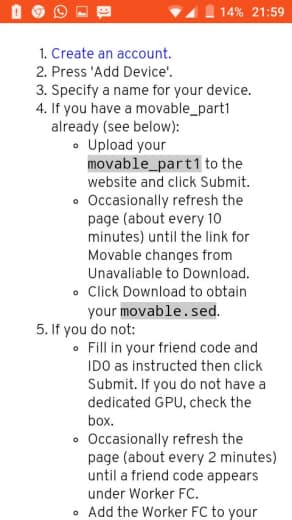 14% 21:59
1. Create an account.
2. Press 'Add Device'.
3. Specify a name for your device.
4. If you have a movable_part1
already (see below):
Upload your
movable_part1 to the
website and click Submit.
Occasionally refresh the
page (about every 10
minutes) until the link for
Movable changes from
Unavaliable to Download.
Click Download to obtain
your movable.sed.
5. If you do not:
Fill in your friend code and
ID0 as instructed then click
Submit. If you do not have a
dedicated GPU, check the
box.
Occasionally refresh the
page (about every 2 minutes)
until a friend code appears
under Worker FC.
Add the Worker FC to your